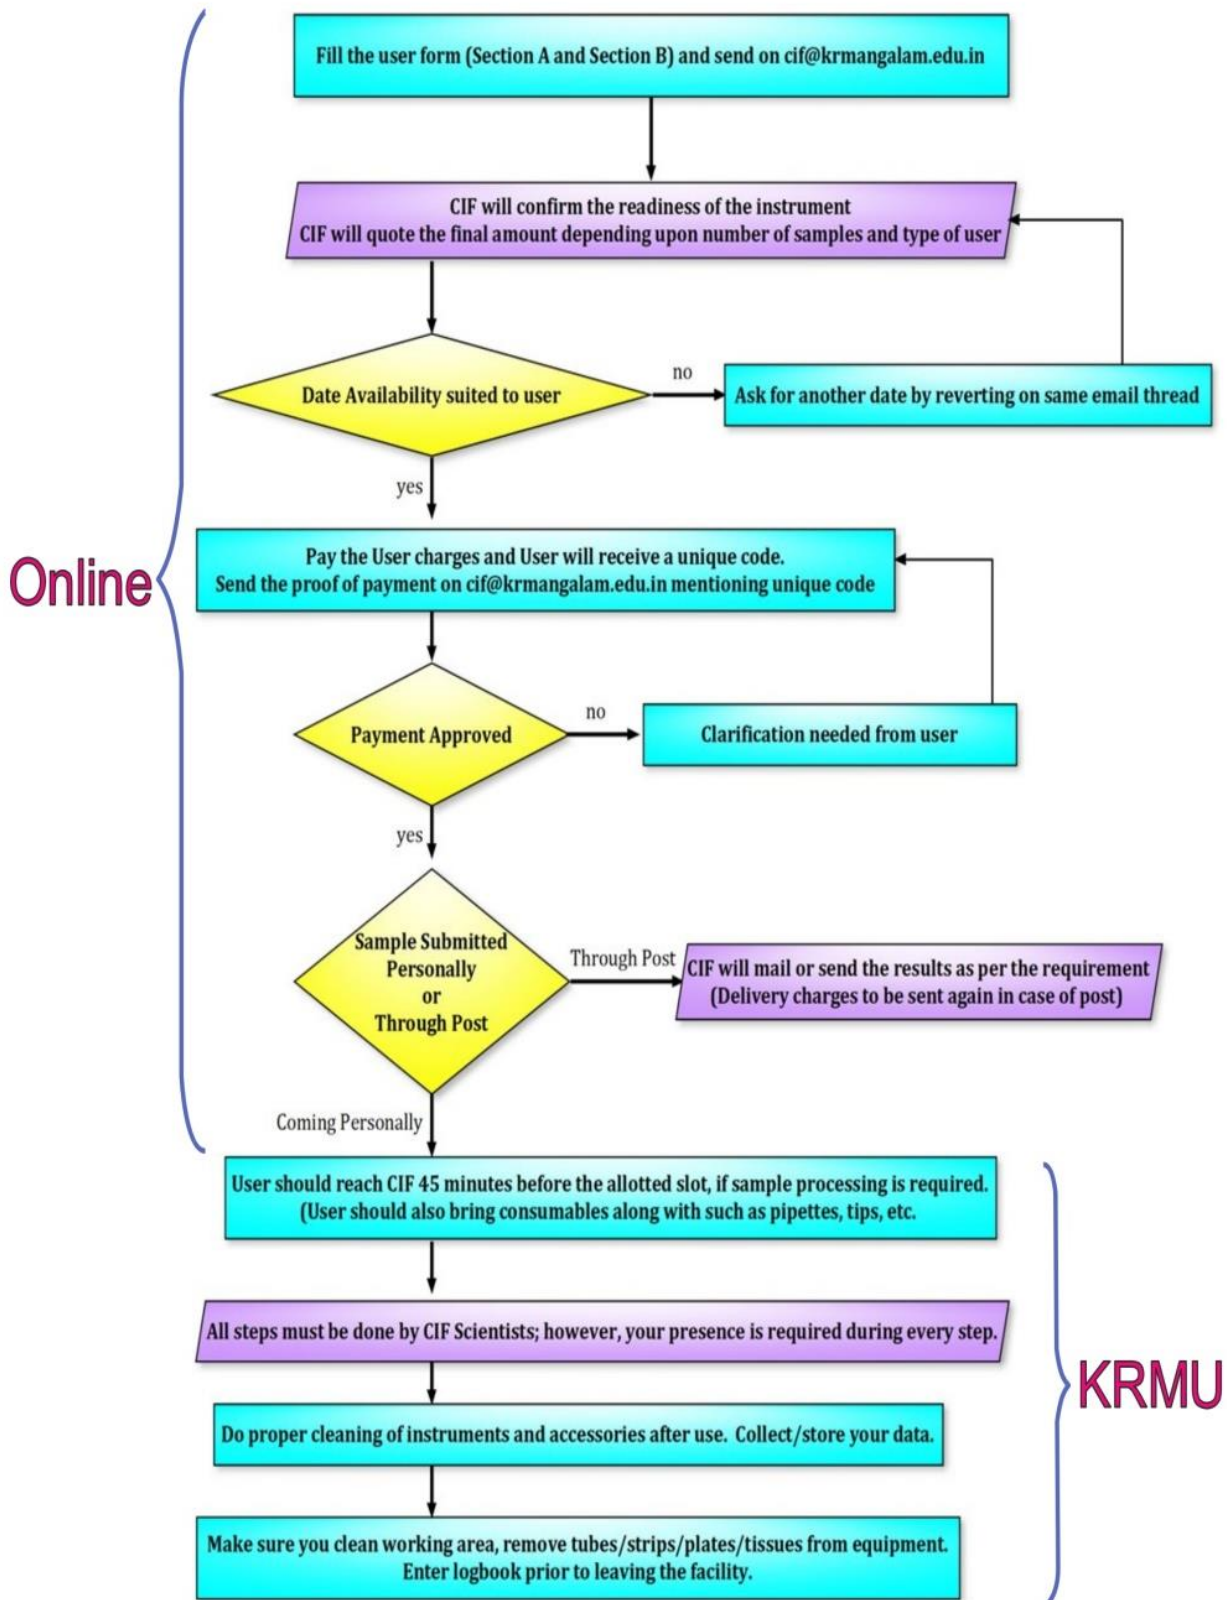 Fill the user form (Section A and Section B) and send on cif@krmangalam.edu.in
CIF will confirm the readiness of the instrument
CIF will quote the final amount depending upon number of samples and type of user
Date Availability suited to user
no
Ask for another date by reverting on same email thread
yes
Online
Pay the User charges and User will receive a unique code.
Send the proof of payment on cif@krmangalam.edu.in mentioning unique code
Payment Approved
no
Clarification needed from user
yes
Sample Submitted
Personally
or
Through Post
Through Post
CIF will mail or send the results as per the requirement
(Delivery charges to be sent again in case of post)
Coming Personally
User should reach CIF 45 minutes before the allotted slot, if sample processing is required.
(User should also bring consumables along with such as pipettes, tips, etc.
All steps must be done by CIF Scientists; however, your presence is required during every step.
KRMU
Do proper cleaning of instruments and accessories after use. Collect/store your data.
Make sure you clean working area, remove tubes/strips/plates/tissues from equipment.
Enter logbook prior to leaving the facility.